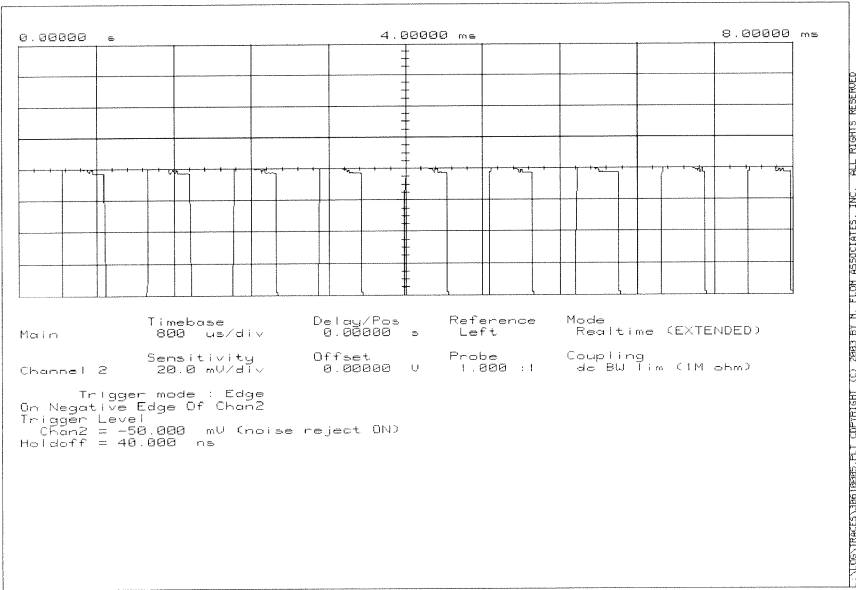 0.00000 s 4.00000 ms 8.00000 ms
Timebase Delay/Pos Reference Mode
Main 800 us/div 0.00000 s Left Realtime (EXTENDED)
Sensitivity Offset Probe Coupling
Channel 2 20.0 mV/div 0.00000 V 1.000 :1 dc BW lim (1M ohm)
Trigger mode : Edge
On Negative Edge Of Chan2
Trigger Level
Chan2 = -50.000 mV (noise reject ON)
Holdoff = 40.000 ns
COPYRIGHT (C) 2003 BY M. FLOM ASSOCIATES, INC. ALL RIGHTS RESERVED